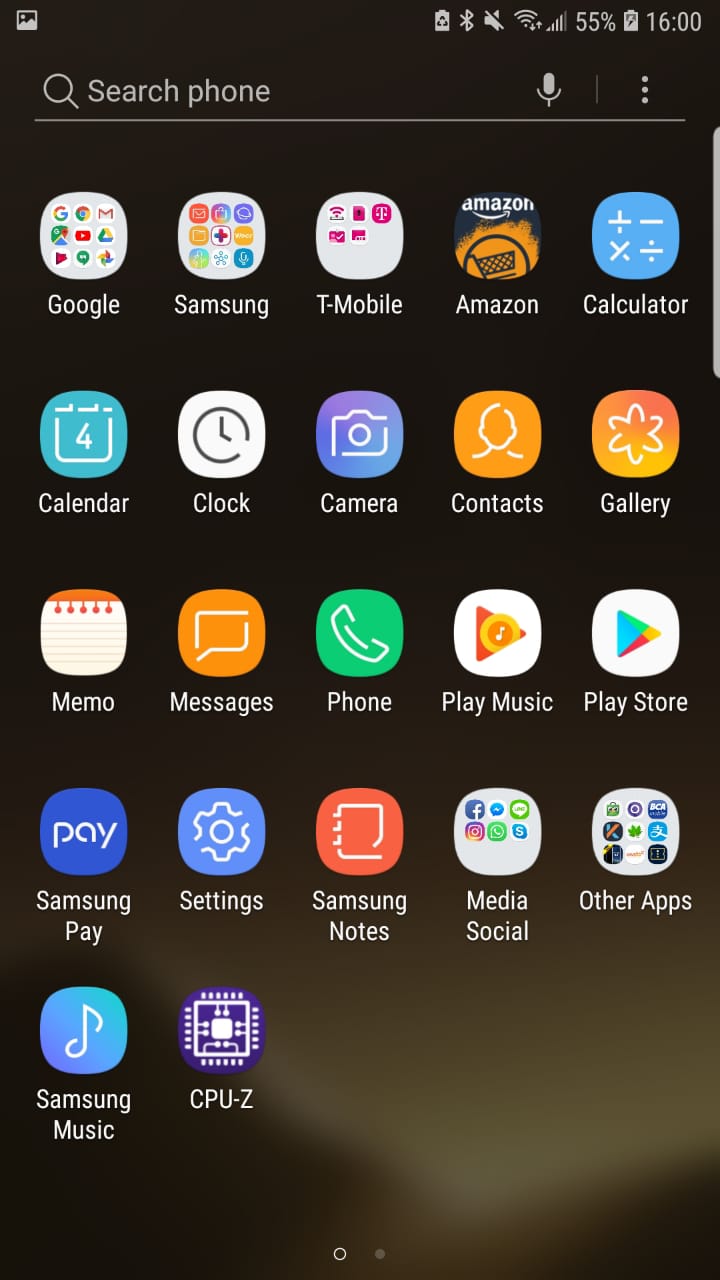 55% 16:00
Search phone
amazon
Google Samsung T-Mobile Amazon Calculator
4
Calendar Clock Camera Contacts Gallery
Memo Messages Phone Play Music Play Store
pay
BCA
Samsung Pay Settings Samsung Notes Media Social Other Apps
Samsung Music CPU-Z